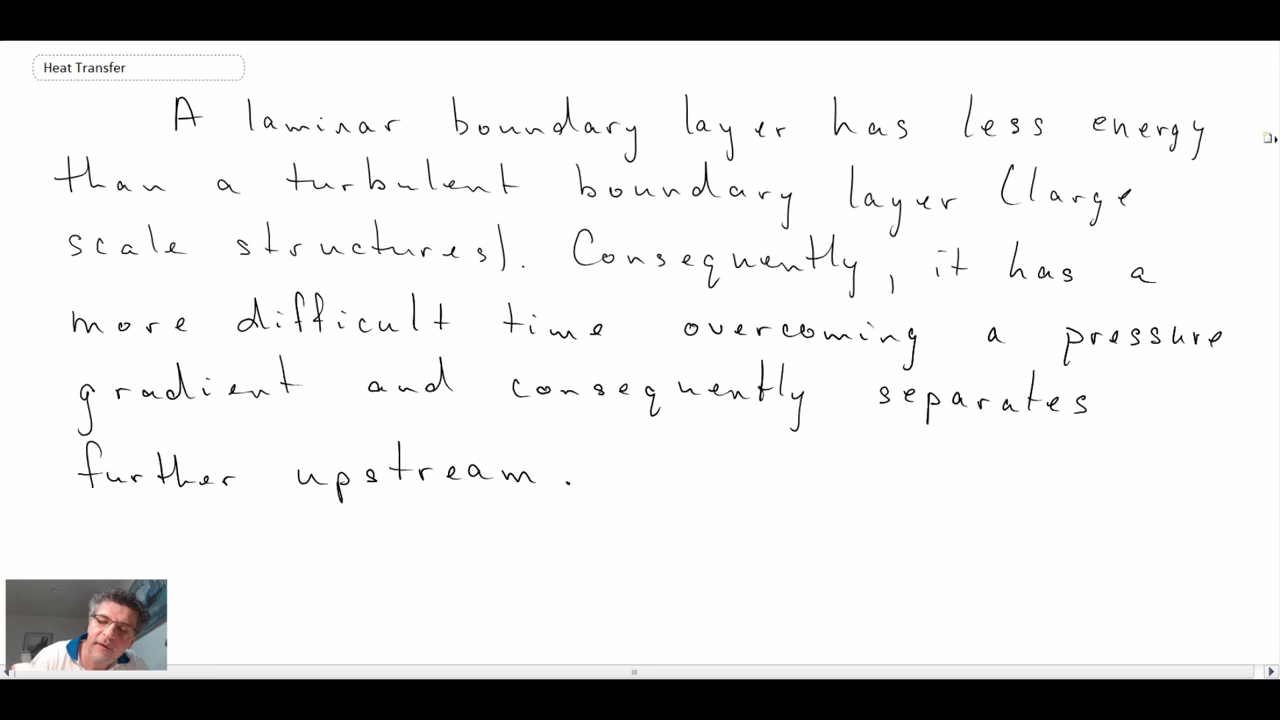 Heat Transfer
A laminar boundary layer has less energy
than a turbulent boundary layer (large
scale structures). Consequently, it has a
more difficult time overcoming a pressure
gradient and consequently separates
further upstream.